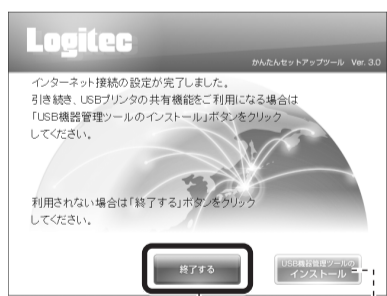 Logitec
かんたんセットアップツール Ver. 3.0
インターネット接続の設定が完了しました。
引き続き、USBプリンタの共有機能をご利用になる場合は
「USB機器管理ツールのインストール」ボタンをクリック
してください。
利用されない場合は「終了する」ボタンをクリック
してください。
終了する
USB機器管理ツールの
インストール